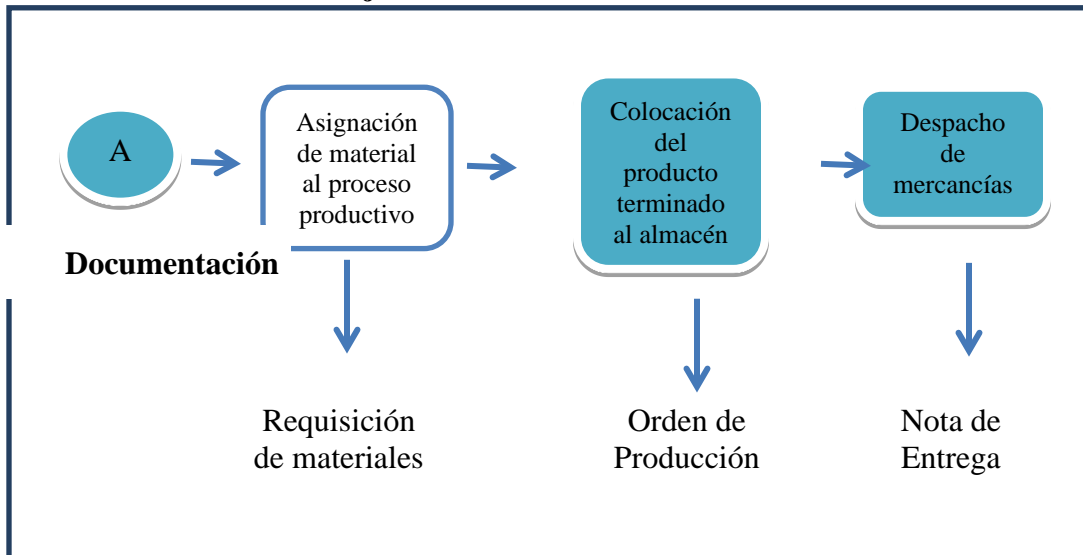 A
Asignación
de material
al proceso
productivo
Colocación
del
producto
terminado
al almacén
Despacho
de
mercancías
Documentación
Requisición
de materiales
Orden de
Producción
Nota de
Entrega